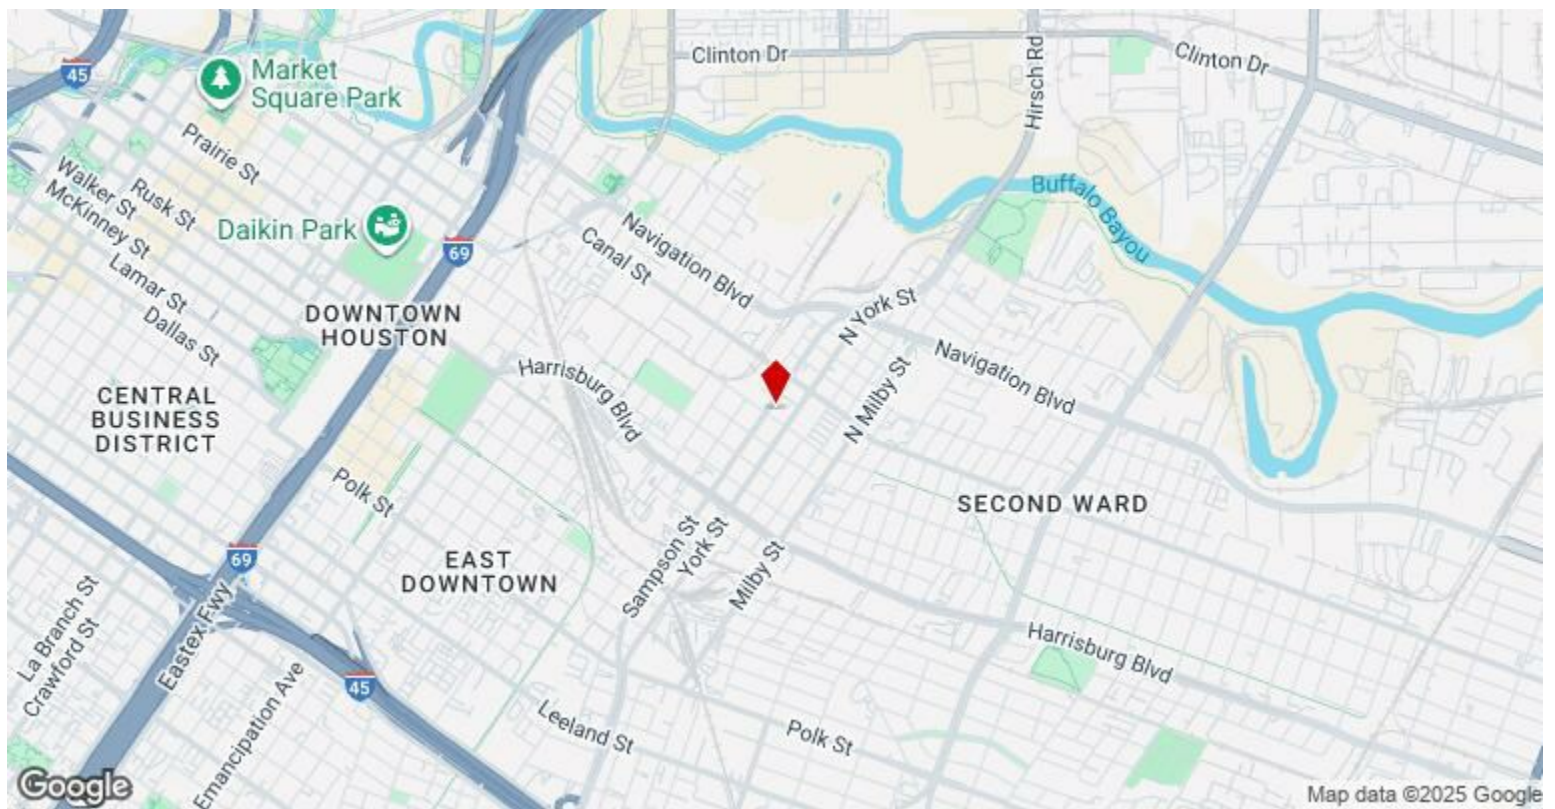 45
Market
Square Park
Clinton Dr
Clinton Dr
Hirsch Rd
Prairie St
Rusk St
Walker St
McKinney St
Lamar St
Dallas St
Daikin Park
69
Navigation Blvd
Canal St
Buffalo Bayou
DOWNTOWN
HOUSTON
N York St
Navigation Blvd
N Milby St
Harrisburg Blvd
CENTRAL
BUSINESS
DISTRICT
Polk St
SECOND WARD
EAST
DOWNTOWN
Sampson St
York St
Milby St
69
Eastex Fwy
La Branch St
Crawford St
Emancipation Ave
45
Harrisburg Blvd
Leeland St
Polk St
Google
Map data ©2025 Google